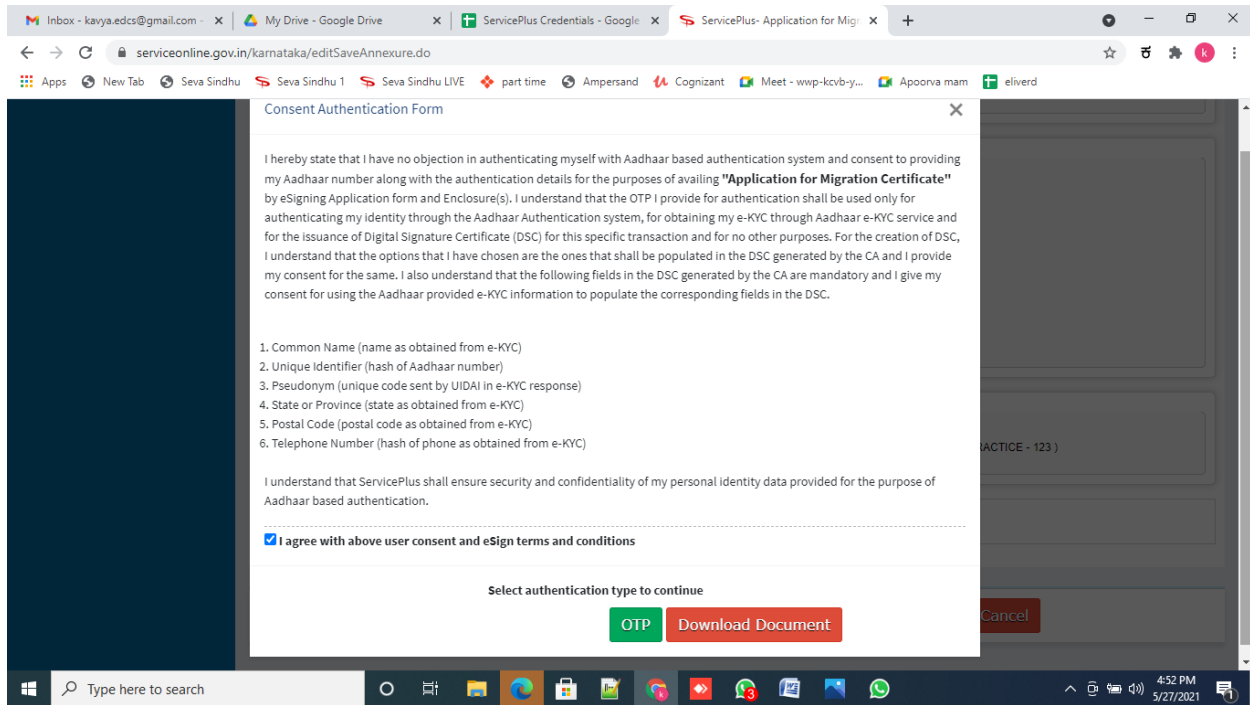 Inbox - kavya.edcs@gmail.com -
My Drive - Google Drive
ServicePlus Credentials - Google
ServicePlus- Application for Migr
serviceonline.gov.in/karnataka/editSaveAnnexure.do
ಕ
k
Apps
New Tab
Seva Sindhu
Seva Sindhu 1
Seva Sindhu LIVE
part time
Ampersand
Cognizant
Meet - wwp-kcvb-y...
Apoorva mam
eliverd
Consent Authentication Form
I hereby state that I have no objection in authenticating myself with Aadhaar based authentication system and consent to providing
my Aadhaar number along with the authentication details for the purposes of availing "Application for Migration Certificate"
by eSigning Application form and Enclosure(s). I understand that the OTP I provide for authentication shall be used only for
authenticating my identity through the Aadhaar Authentication system, for obtaining my e-KYC through Aadhaar e-KYC service and
for the issuance of Digital Signature Certificate (DSC) for this specific transaction and for no other purposes. For the creation of DSC,
I understand that the options that I have chosen are the ones that shall be populated in the DSC generated by the CA and I provide
my consent for the same. I also understand that the following fields in the DSC generated by the CA are mandatory and I give my
consent for using the Aadhaar provided e-KYC information to populate the corresponding fields in the DSC.
1. Common Name (name as obtained from e-KYC)
2. Unique Identifier (hash of Aadhaar number)
3. Pseudonym (unique code sent by UIDAI in e-KYC response)
4. State or Province (state as obtained from e-KYC)
5. Postal Code (postal code as obtained from e-KYC)
6. Telephone Number (hash of phone as obtained from e-KYC)
RACTICE - 123 )
I understand that ServicePlus shall ensure security and confidentiality of my personal identity data provided for the purpose of
Aadhaar based authentication.
I agree with above user consent and eSign terms and conditions
Select authentication type to continue
OTP
Download Document
Cancel
Type here to search
3
4:52 PM
5/27/2021
1